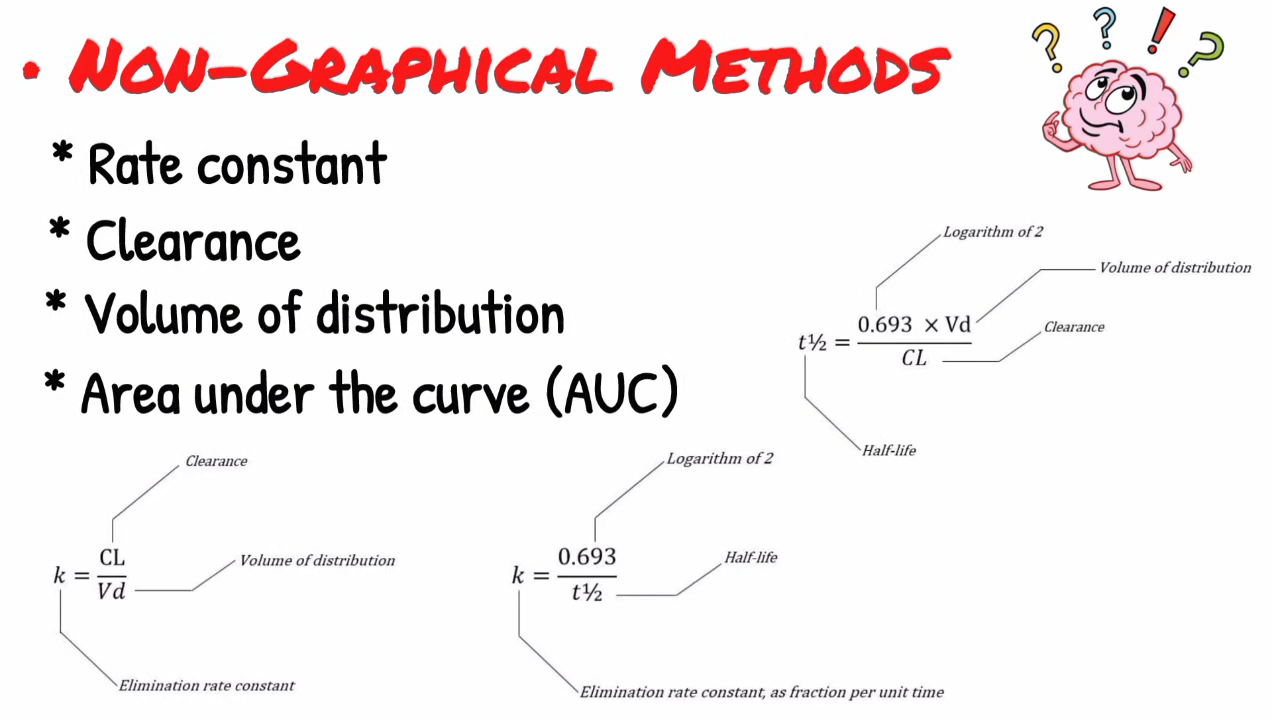 • Non-Graphical Methods
* Rate constant
* Clearance
* Volume of distribution
* Area under the curve (AUC)
Logarithm of 2
Volume of distribution
t½ = 0.693 × Vd / CL
Clearance
Half-life
Clearance
k = CL / Vd
Volume of distribution
Elimination rate constant
Logarithm of 2
k = 0.693 / t½
Half-life
Elimination rate constant, as fraction per unit time